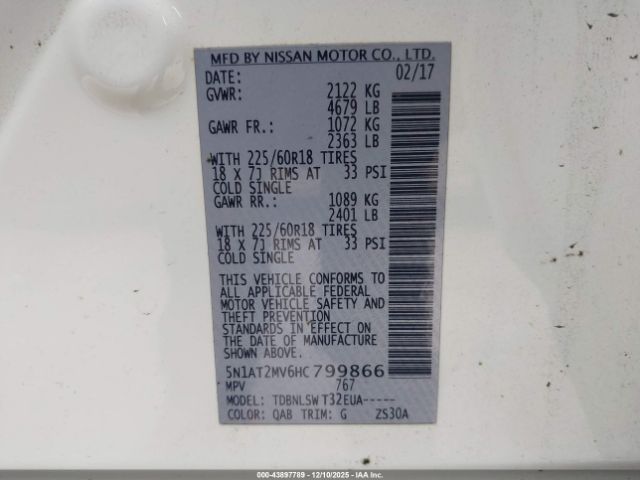 MFD BY NISSAN MOTOR CO., LTD.
DATE: 02/17
GVWR: 2122 KG
4679 LB
GAWR FR.: 1072 KG
2363 LB
WITH 225/60R18 TIRES
18 X 7J RIMS AT 33 PSI
COLD SINGLE
GAWR RR.: 1089 KG
2401 LB
WITH 225/60R18 TIRES
18 X 7J RIMS AT 33 PSI
COLD SINGLE
THIS VEHICLE CONFORMS TO
ALL APPLICABLE FEDERAL
MOTOR VEHICLE SAFETY AND
THEFT PREVENTION
STANDARDS IN EFFECT ON
THE DATE OF MANUFACTURE
SHOWN ABOVE.
5N1AT2MV6HC799866
MPV 767
MODEL: TDBNLSW T32EUA-----
COLOR: QAB TRIM: G ZS30A
00-43897789 - 12/10/2025 - IAA Inc.